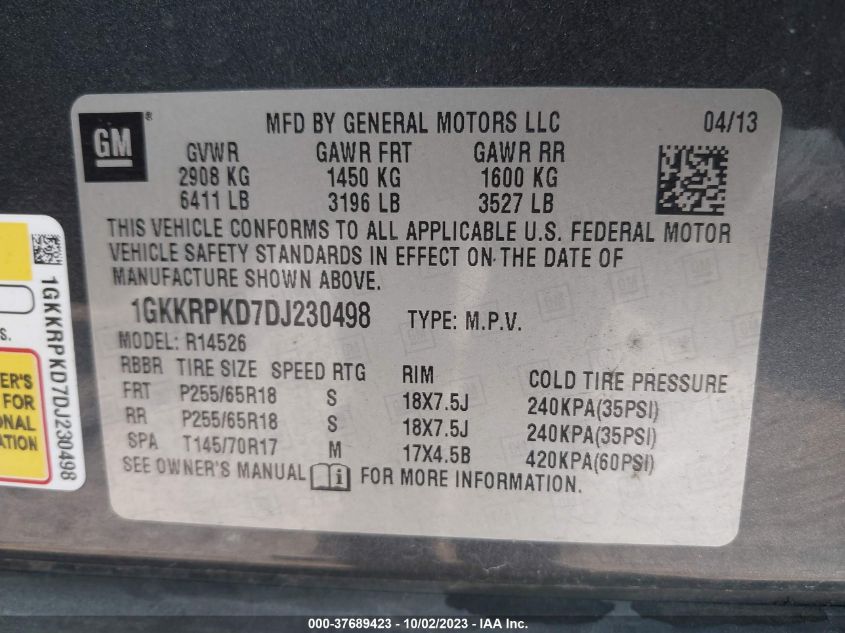 GM
®
MFD BY GENERAL MOTORS LLC 04/13
GVWR GAWR FRT GAWR RR
2908 KG 1450 KG 1600 KG
6411 LB 3196 LB 3527 LB
THIS VEHICLE CONFORMS TO ALL APPLICABLE U.S. FEDERAL MOTOR
VEHICLE SAFETY STANDARDS IN EFFECT ON THE DATE OF
MANUFACTURE SHOWN ABOVE.
1GKKRPKD7DJ230498 TYPE: M.P.V.
MODEL: R14526
RBBR TIRE SIZE SPEED RTG RIM COLD TIRE PRESSURE
FRT P255/65R18 S 18X7.5J 240KPA(35PSI)
RR P255/65R18 S 18X7.5J 240KPA(35PSI)
SPA T145/70R17 M 17X4.5B 420KPA(60PSI)
SEE OWNER'S MANUAL i FOR MORE INFORMATION.
1GKKRPKD7DJ230498
S.
ER'S
FOR
ONAL
ATION
000-37689423 - 10/02/2023 - IAA Inc.